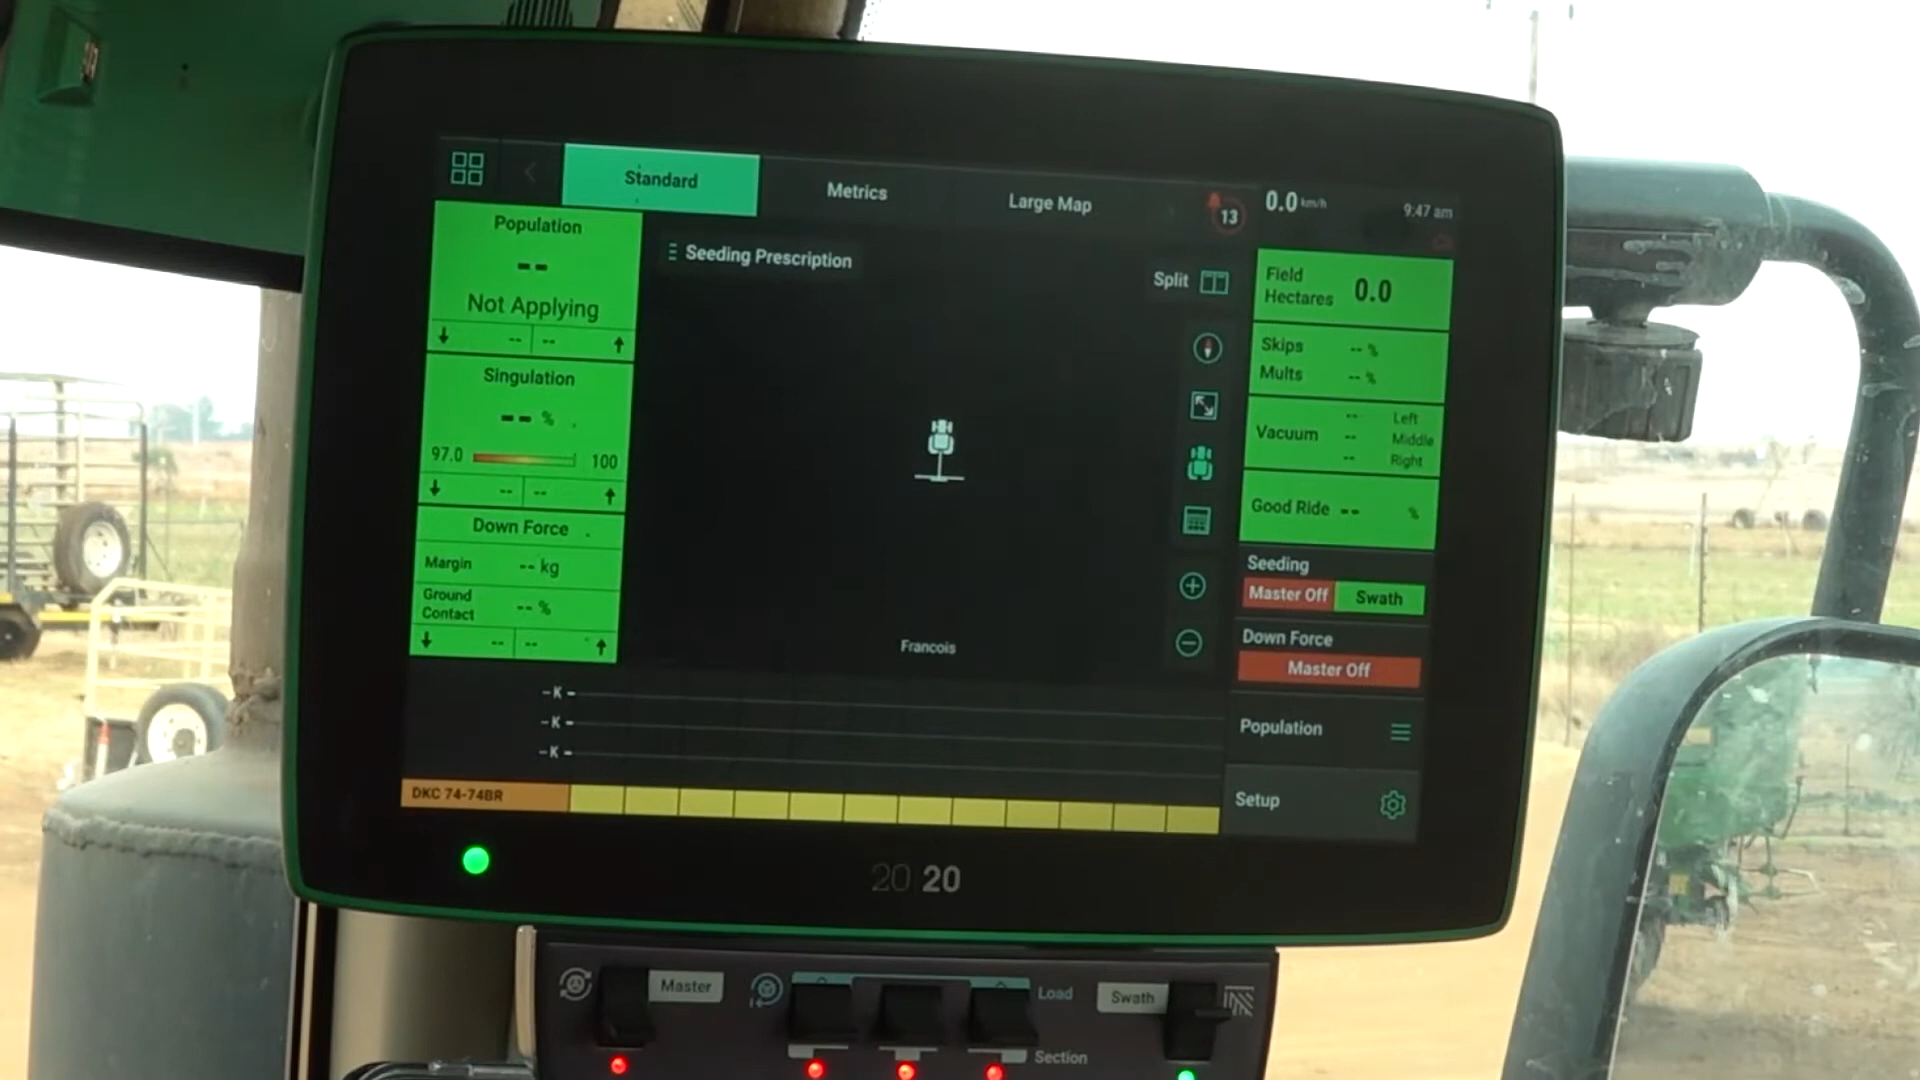 Standard
Metrics
Large Map
13
0.0 km/h
9:47 am
Population
--
Not Applying
-- --
Singulation
-- %
97.0 100
-- --
Down Force
Margin -- kg
Ground Contact -- %
-- --
Seeding Prescription
Split
Francois
-K-
-K-
-K-
DKC 74-74BR
Field Hectares 0.0
Skips -- %
Mults -- %
Vacuum
-- Left
-- Middle
-- Right
Good Ride -- %
Seeding
Master Off Swath
Down Force
Master Off
Population
Setup
20 20
Master
Load
Swath
Section